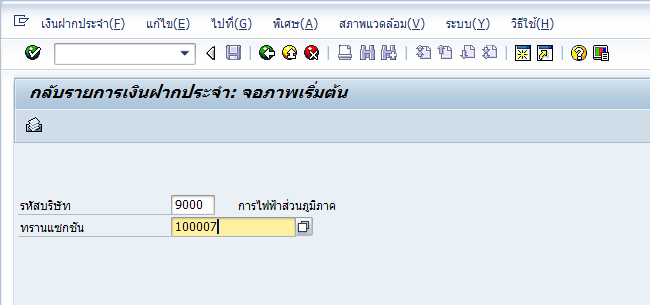 เงินฝากประจำ(F) แก้ไข(E) ไปที่(G) พิเศษ(A) สภาพแวดล้อม(V) ระบบ(Y) วิธีใช้(H)
กลับรายการเงินฝากประจำ: จอภาพเริ่มต้น
รหัสบริษัท 9000 การไฟฟ้าส่วนภูมิภาค
ทรานแซกชัน 100007